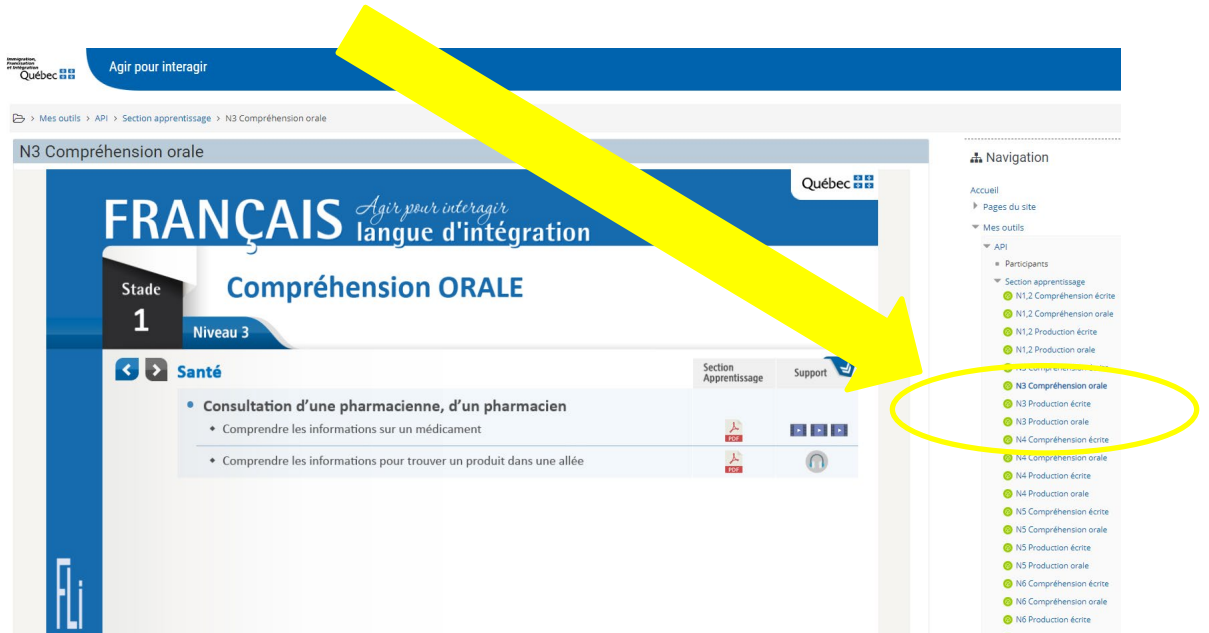 Immigration,
Francisation
et Intégration
Québec
Agir pour interagir
> Mes outils > API > Section apprentissage > N3 Compréhension orale
N3 Compréhension orale
Québec
FRANÇAIS
Agir pour interagir
langue d'intégration
Stade
1
Compréhension ORALE
Niveau 3
Santé
Section
Apprentissage
Support
• Consultation d'une pharmacienne, d'un pharmacien
Comprendre les informations sur un médicament
PDF
Comprendre les informations pour trouver un produit dans une allée
PDF
FLi
Navigation
Accueil
Pages du site
Mes outils
API
Participants
Section apprentissage
N1,2 Compréhension écrite
N1,2 Compréhension orale
N1,2 Production écrite
N1,2 Production orale
N3 Compréhension écrite
N3 Compréhension orale
N3 Production écrite
N3 Production orale
N4 Compréhension écrite
N4 Compréhension orale
N4 Production écrite
N4 Production orale
N5 Compréhension écrite
N5 Compréhension orale
N5 Production écrite
N5 Production orale
N6 Compréhension écrite
N6 Compréhension orale
N6 Production écrite